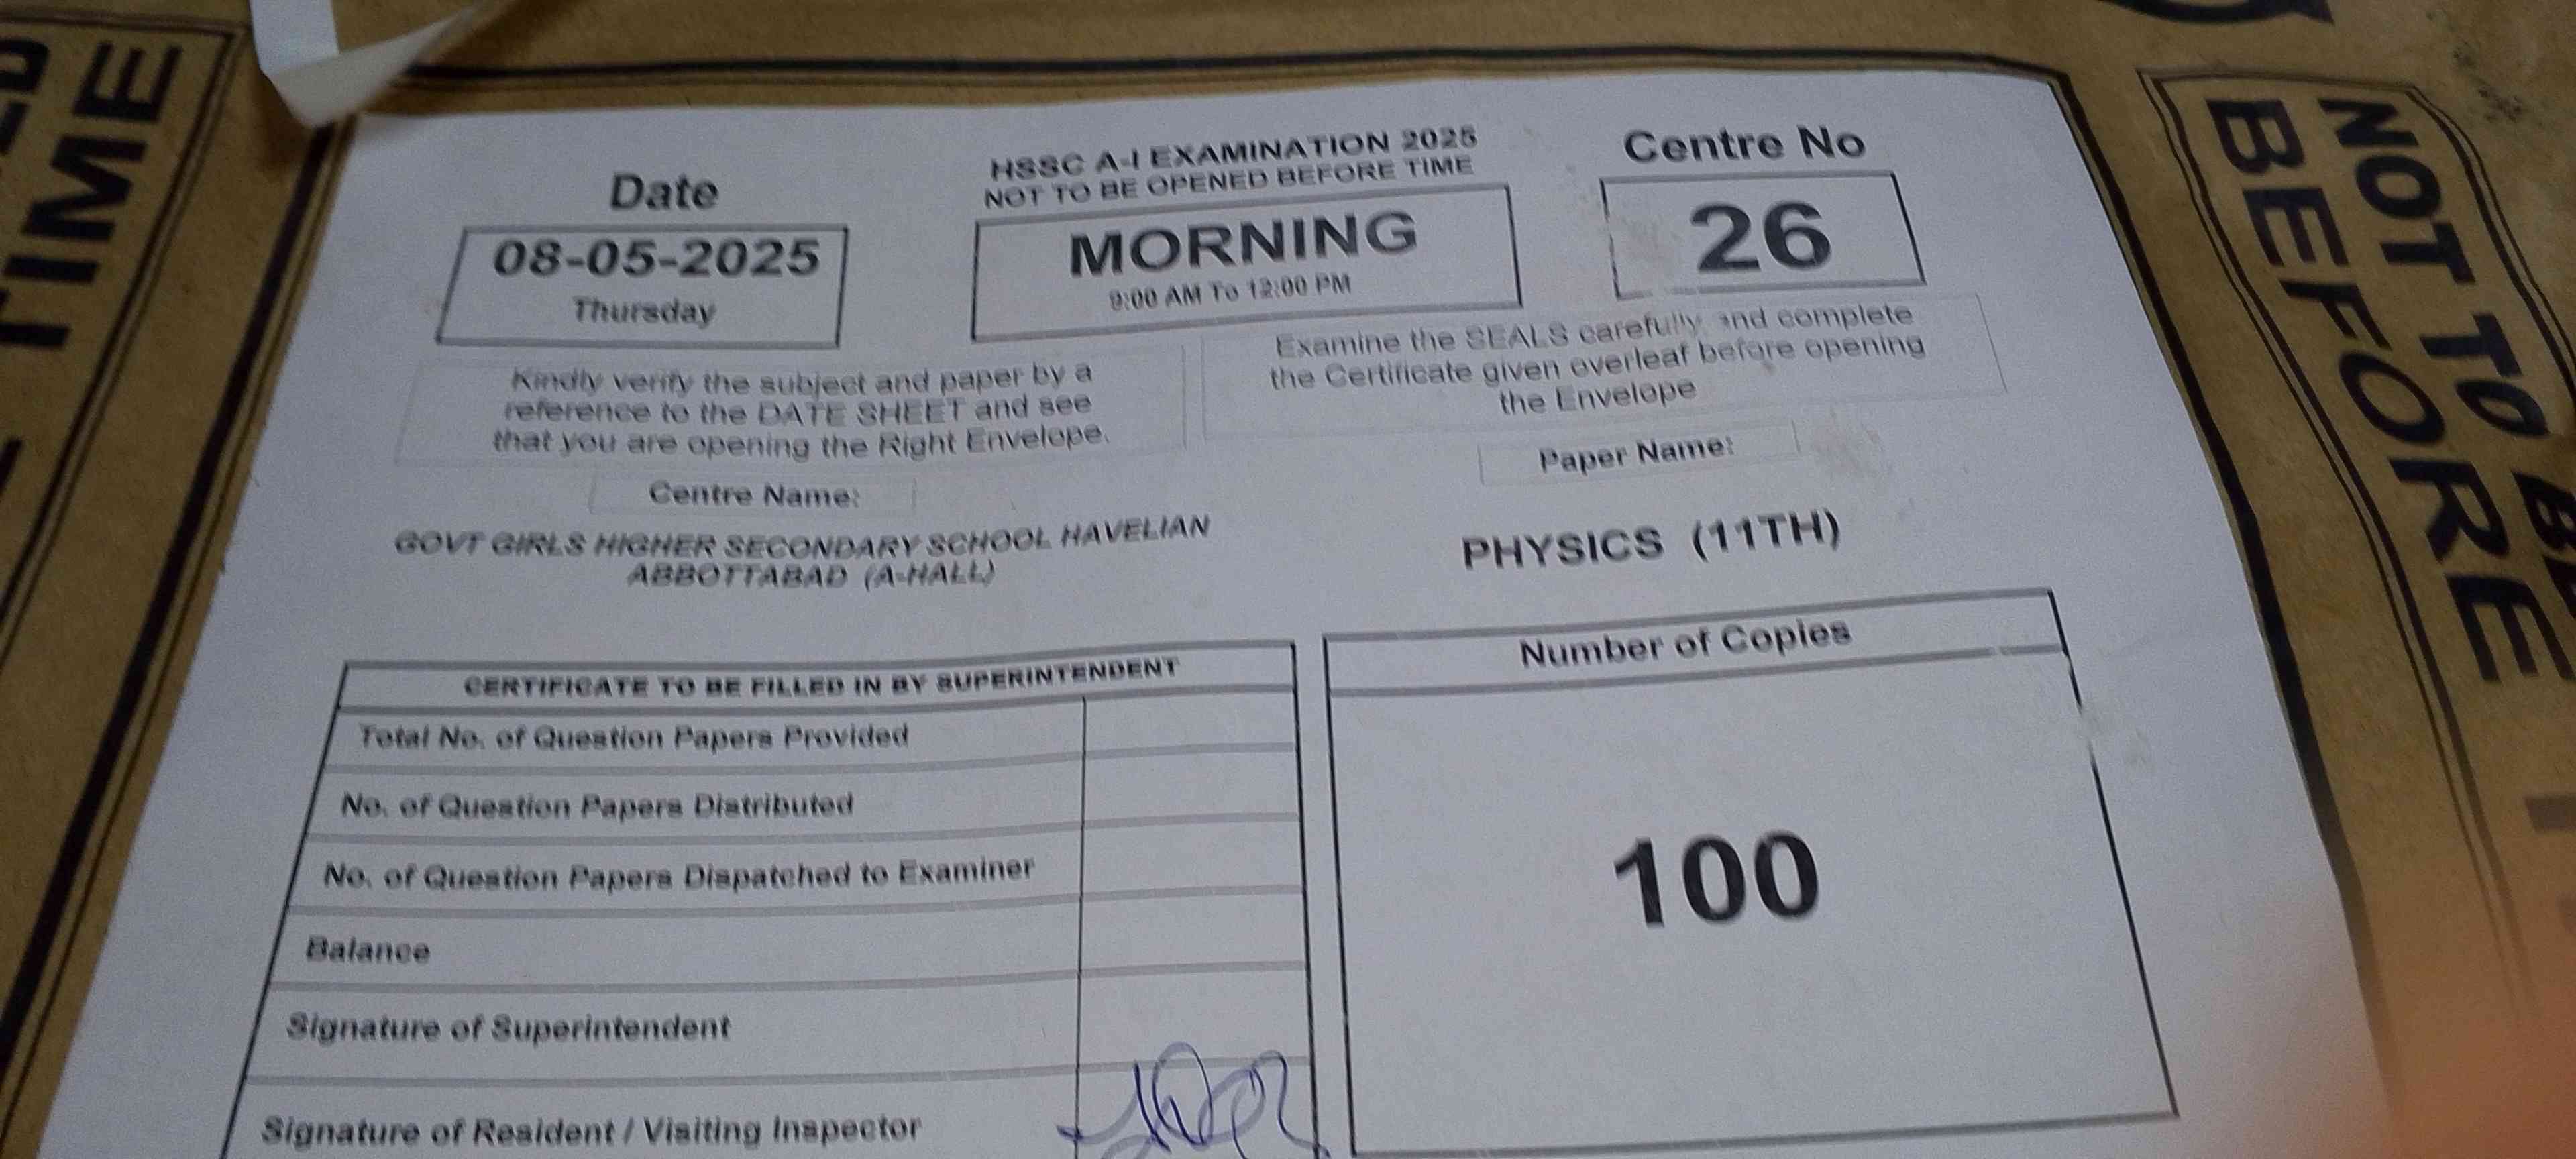 TIME
HSSC A-I EXAMINATION 2025
NOT TO BE OPENED BEFORE TIME
Date
08-05-2025
Thursday
MORNING
9:00 AM To 12:00 PM
Centre No
26
Kindly verify the subject and paper by a
reference to the DATE SHEET and see
that you are opening the Right Envelope.
Examine the SEALS carefully and complete
the Certificate given overleaf before opening
the Envelope
Centre Name:
GOVT GIRLS HIGHER SECONDARY SCHOOL HAVELIAN
ABBOTTABAD (A-HALL)
Paper Name:
PHYSICS (11TH)
CERTIFICATE TO BE FILLED IN BY SUPERINTENDENT
Total No. of Question Papers Provided
No. of Question Papers Distributed
No. of Question Papers Dispatched to Examiner
Balance
Signature of Superintendent
Signature of Resident / Visiting Inspector
Number of Copies
100
NOT TO BE
BEFORE